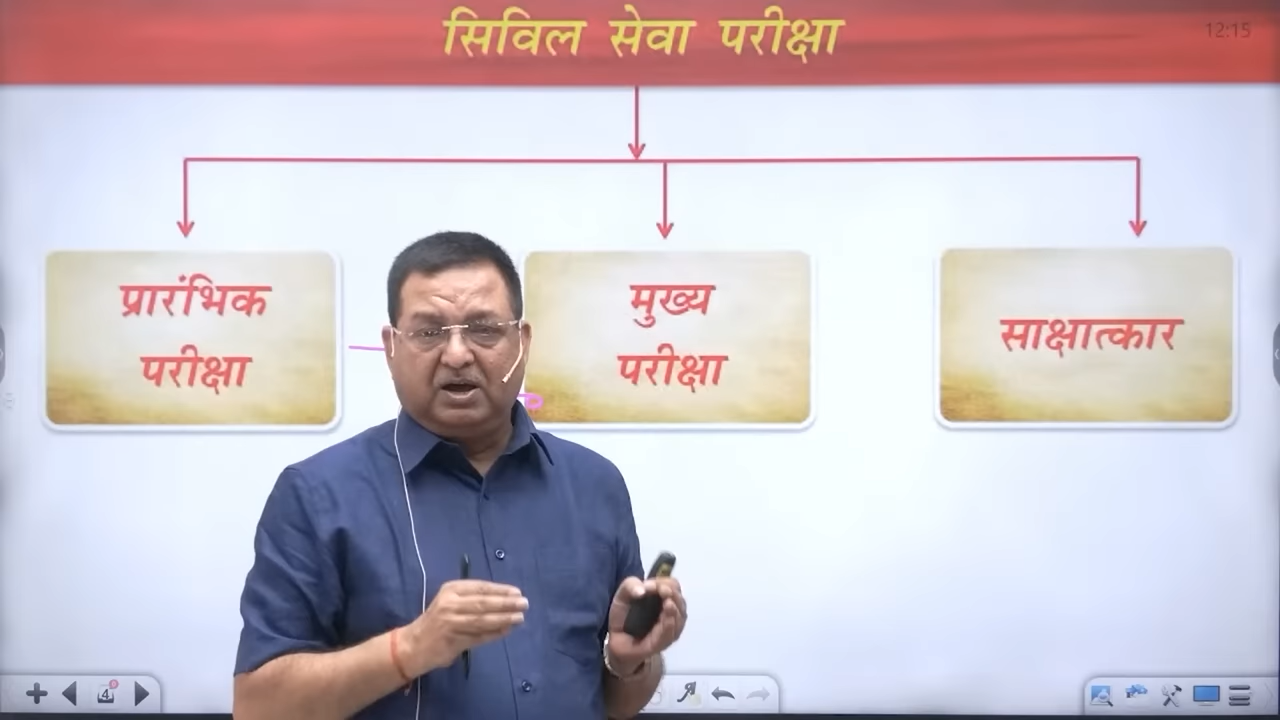 सिविल सेवा परीक्षा
12:15
प्रारंभिक
परीक्षा
मुख्य
परीक्षा
साक्षात्कार
4